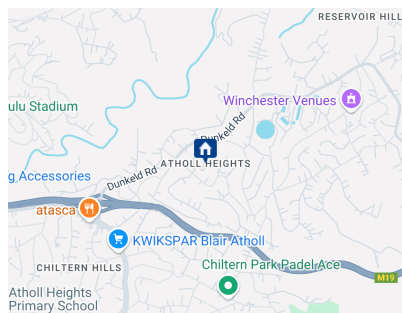 RESERVOIR HILL
Winchester Venues
ulu Stadium
Dunkeld Rd
ATHOLL HEIGHTS
g Accessories
Dunkeld Rd
atasca
KWIKSPAR Blair Atholl
Chiltern Park Padel Ace
CHILTERN HILLS
M19
Atholl Heights
Primary School